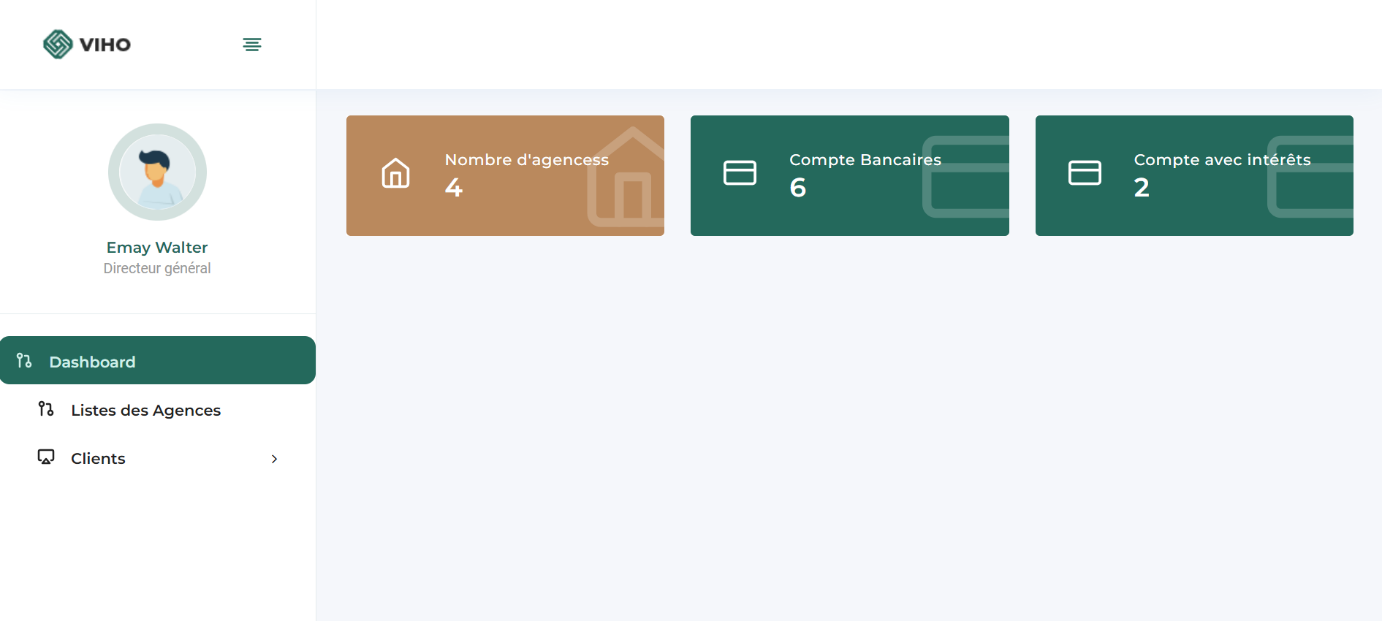 VIHO
Emay Walter
Directeur général
Dashboard
Listes des Agences
Clients
Nombre d'agencess
4
Compte Bancaires
6
Compte avec intérêts
2